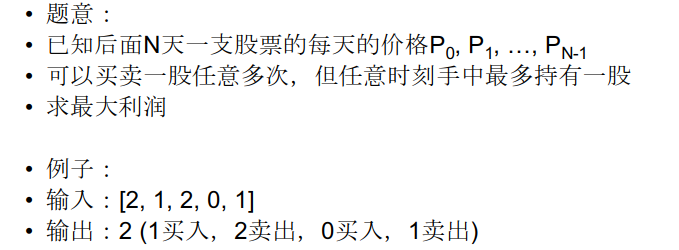 • 题意：
• 已知后面N天一支股票的每天的价格P0, P1, …, PN-1
• 可以买卖一股任意多次，但任意时刻手中最多持有一股
• 求最大利润
• 例子：
• 输入：[2, 1, 2, 0, 1]
• 输出：2 (1买入，2卖出，0买入，1卖出)